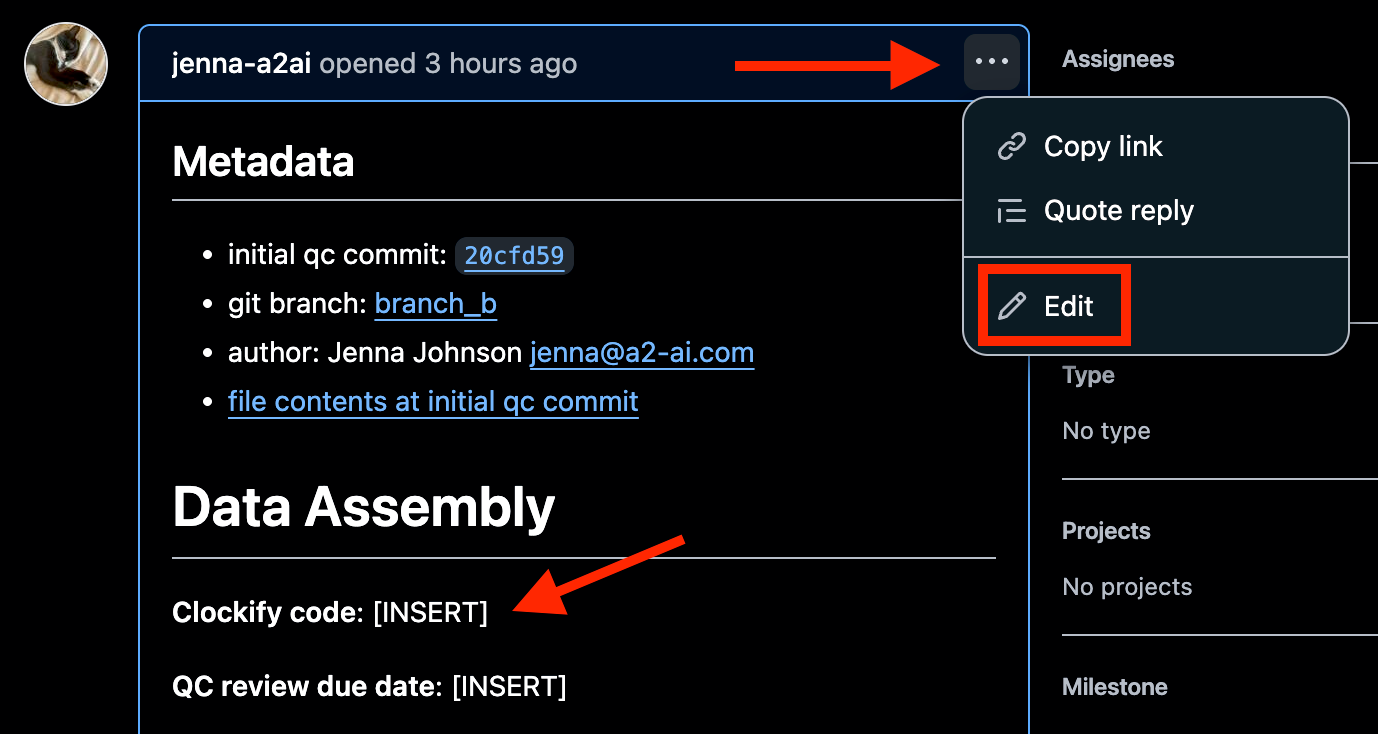 jenna-a2ai opened 3 hours ago
Assignees
Copy link
Quote reply
Edit
Metadata
initial qc commit: 20cfd59
git branch: branch_b
author: Jenna Johnson jenna@a2-ai.com
file contents at initial qc commit
Data Assembly
Clockify code: [INSERT]
QC review due date: [INSERT]
Type
No type
Projects
No projects
Milestone